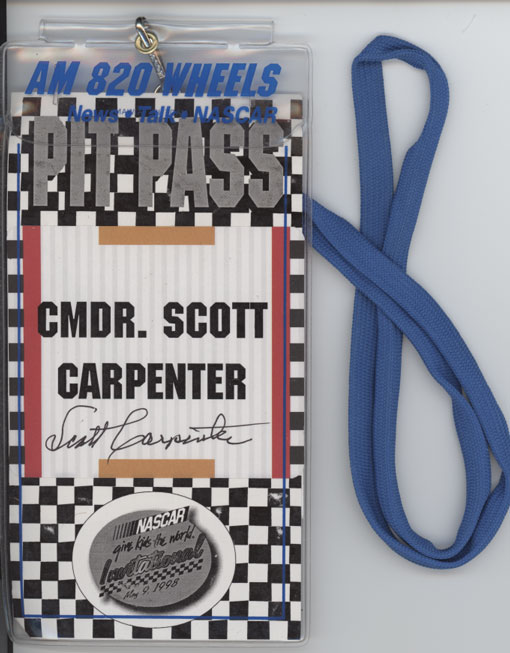 AM 820 WHEELS
News • Talk • NASCAR
PIT PASS
CMDR. SCOTT
CARPENTER
Scott Carpenter
NASCAR
give kids the world.
Invitational
May 9, 1998